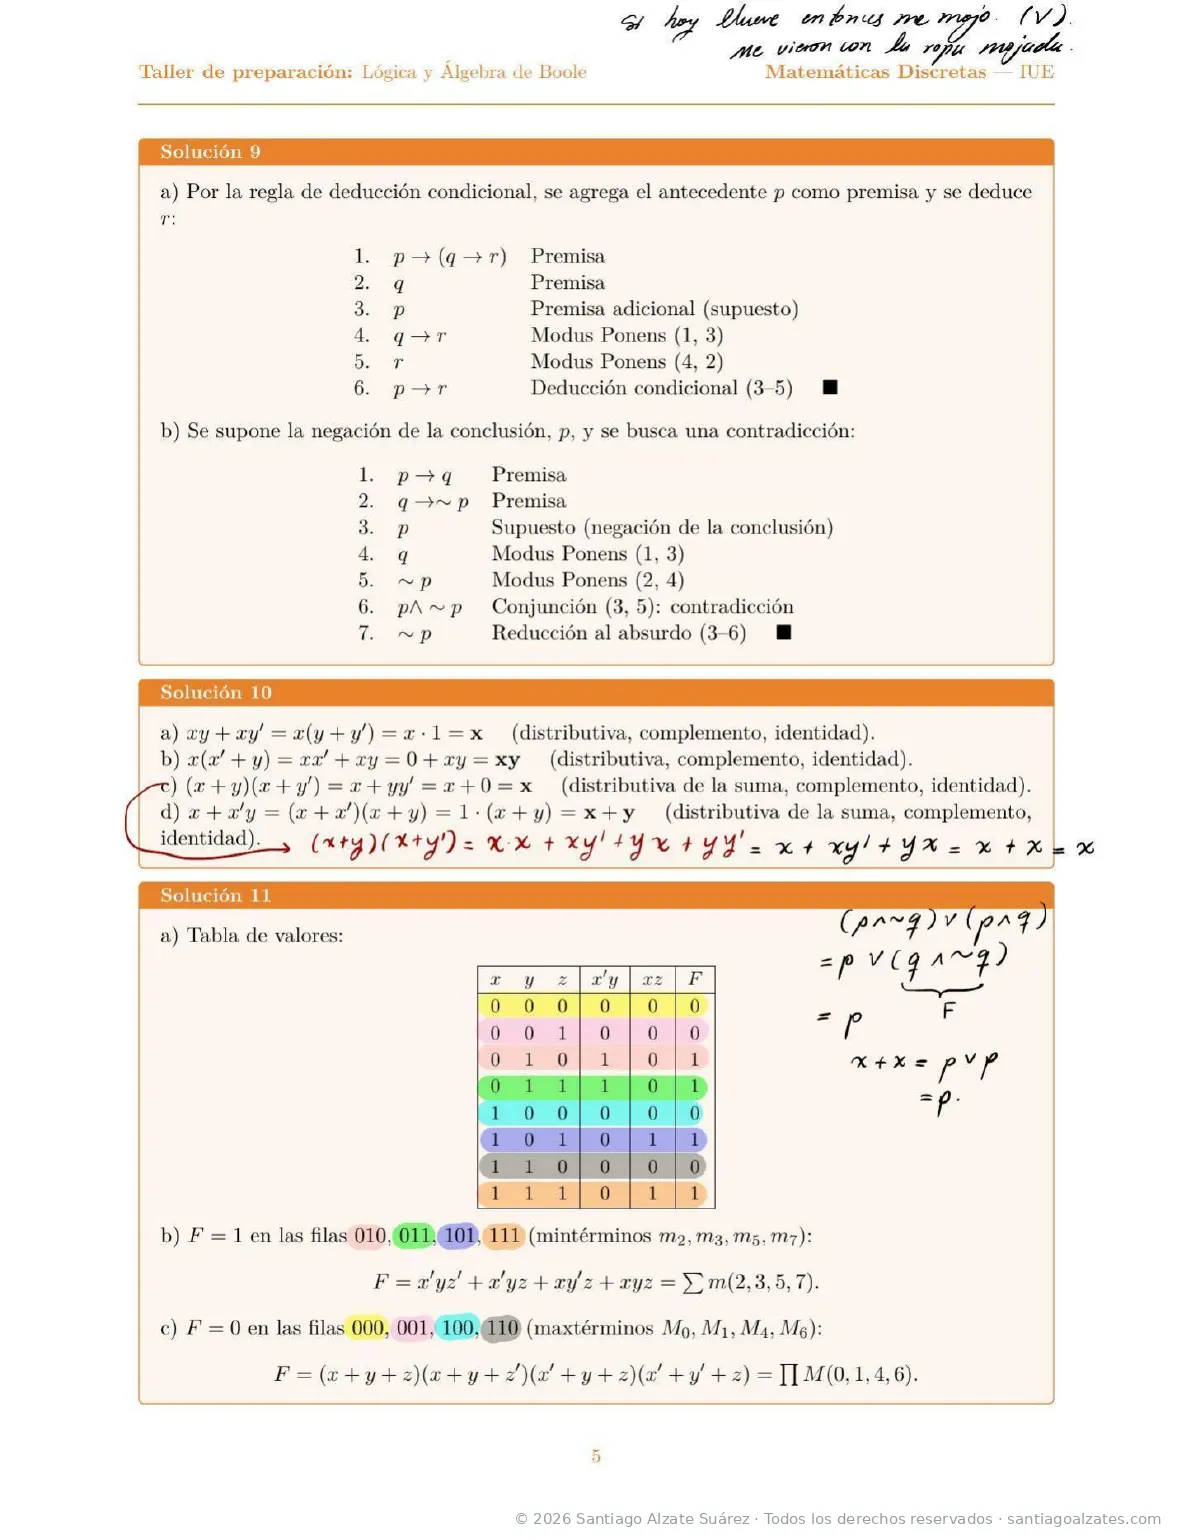 si hoy llueve entonces me mojo. (V).
me vieron con la ropa mojada.
Taller de preparación: Lógica y Álgebra de Boole Matemáticas Discretas — IUE
Solución 9
a) Por la regla de deducción condicional, se agrega el antecedente p como premisa y se deduce
r:
1. p → (q → r) Premisa
2. q Premisa
3. p Premisa adicional (supuesto)
4. q → r Modus Ponens (1, 3)
5. r Modus Ponens (4, 2)
6. p → r Deducción condicional (3–5) ■
b) Se supone la negación de la conclusión, p, y se busca una contradicción:
1. p → q Premisa
2. q →∼ p Premisa
3. p Supuesto (negación de la conclusión)
4. q Modus Ponens (1, 3)
5. ∼ p Modus Ponens (2, 4)
6. p∧ ∼ p Conjunción (3, 5): contradicción
7. ∼ p Reducción al absurdo (3–6) ■
Solución 10
a) xy + xy′ = x(y + y′) = x · 1 = x (distributiva, complemento, identidad).
b) x(x′ + y) = xx′ + xy = 0 + xy = xy (distributiva, complemento, identidad).
c) (x + y)(x + y′) = x + yy′ = x + 0 = x (distributiva de la suma, complemento, identidad).
d) x + x′y = (x + x′)(x + y) = 1 · (x + y) = x + y (distributiva de la suma, complemento,
identidad).
(x+y)(x+y′) = x·x + xy′ + yx + yy′ = x + xy′ + yx = x + x = x
Solución 11
(p∧~q)∨(p∧q)
= p ∨ (q ∧ ~q)
F
= p
x + x = p ∨ p
= p.
a) Tabla de valores:
x y z x′y xz F
0 0 0 0 0 0
0 0 1 0 0 0
0 1 0 1 0 1
0 1 1 1 0 1
1 0 0 0 0 0
1 0 1 0 1 1
1 1 0 0 0 0
1 1 1 0 1 1
b) F = 1 en las filas 010, 011, 101, 111 (mintérminos m₂, m₃, m₅, m₇):
F = x′yz′ + x′yz + xy′z + xyz = ∑ m(2, 3, 5, 7).
c) F = 0 en las filas 000, 001, 100, 110 (maxtérminos M₀, M₁, M₄, M₆):
F = (x + y + z)(x + y + z′)(x′ + y + z)(x′ + y′ + z) = ∏ M(0, 1, 4, 6).
5
© 2026 Santiago Alzate Suárez · Todos los derechos reservados · santiagoalzates.com